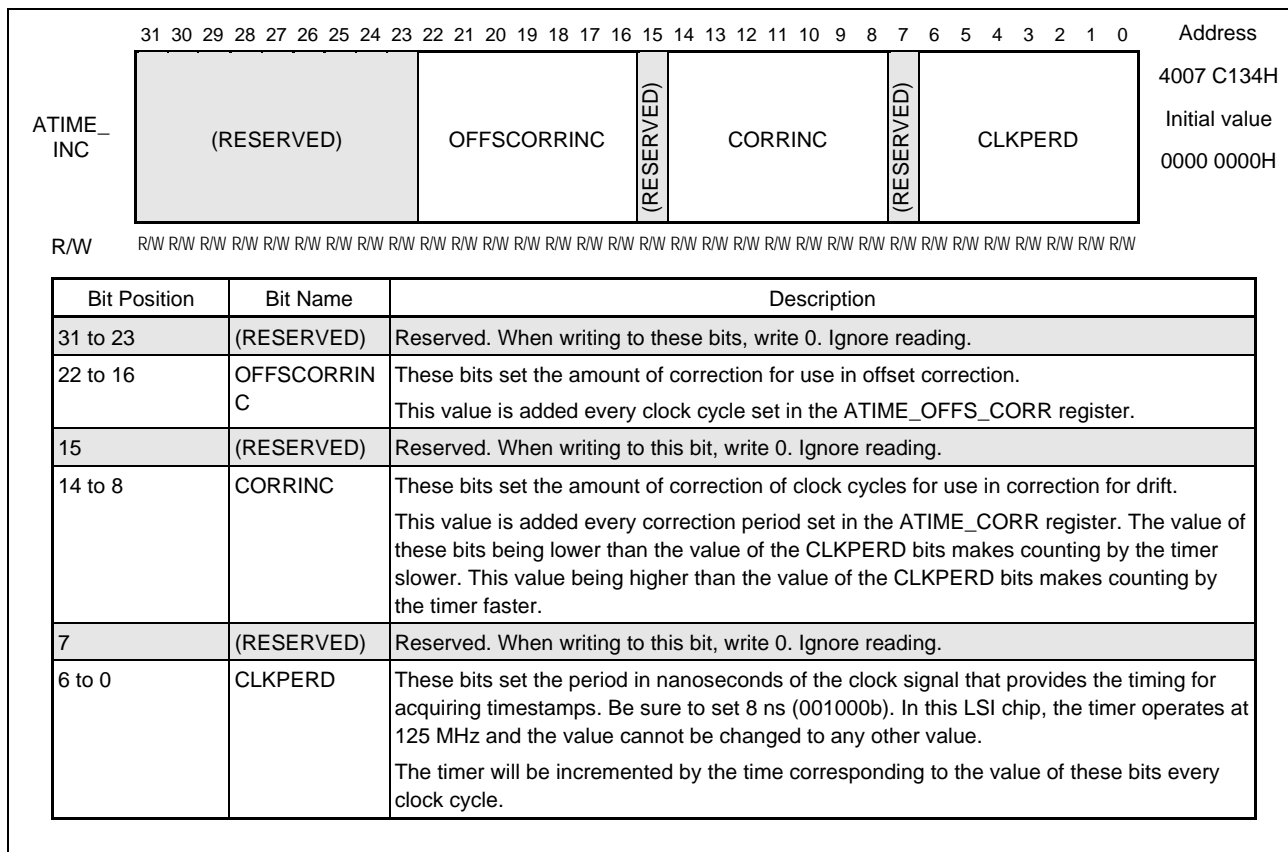 31 30 29 28 27 26 25 24 23 22 21 20 19 18 17 16 15 14 13 12 11 10 9 8 7 6 5 4 3 2 1 0 Address
4007 C134H
Initial value
0000 0000H
ATIME_
INC
(RESERVED)
OFFSCORRINC
(RESERVED)
CORRINC
(RESERVED)
CLKPERD
R/W R/W R/W R/W R/W R/W R/W R/W R/W R/W R/W R/W R/W R/W R/W R/W R/W R/W R/W R/W R/W R/W R/W R/W R/W R/W R/W R/W R/W R/W R/W R/W R/W
Bit Position Bit Name Description
31 to 23 (RESERVED) Reserved. When writing to these bits, write 0. Ignore reading.
22 to 16 OFFSCORRIN These bits set the amount of correction for use in offset correction.
C
This value is added every clock cycle set in the ATIME_OFFS_CORR register.
15 (RESERVED) Reserved. When writing to this bit, write 0. Ignore reading.
14 to 8 CORRINC These bits set the amount of correction of clock cycles for use in correction for drift.
This value is added every correction period set in the ATIME_CORR register. The value of
these bits being lower than the value of the CLKPERD bits makes counting by the timer
slower. This value being higher than the value of the CLKPERD bits makes counting by
the timer faster.
7 (RESERVED) Reserved. When writing to this bit, write 0. Ignore reading.
6 to 0 CLKPERD These bits set the period in nanoseconds of the clock signal that provides the timing for
acquiring timestamps. Be sure to set 8 ns (001000b). In this LSI chip, the timer operates at
125 MHz and the value cannot be changed to any other value.
The timer will be incremented by the time corresponding to the value of these bits every
clock cycle.